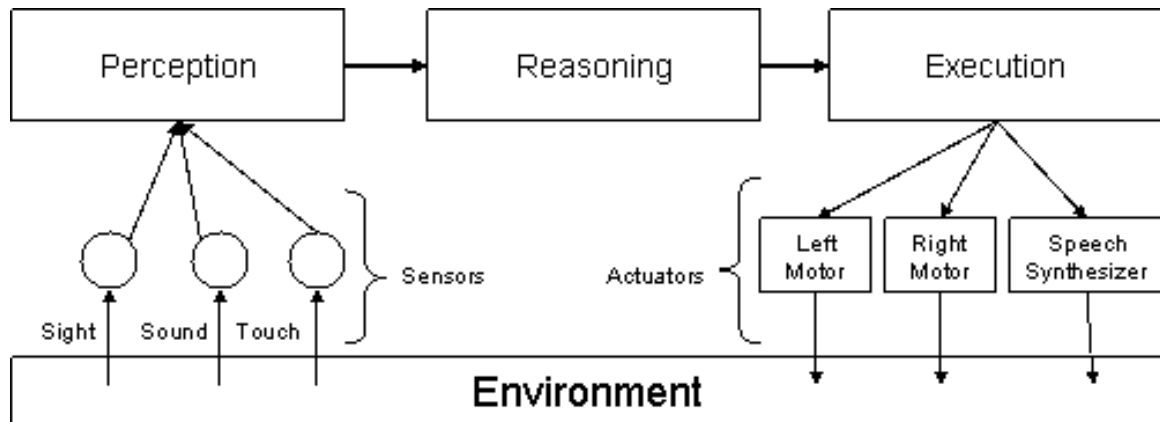 Perception
Reasoning
Execution
Left
Motor
Right
Motor
Speech
Synthesizer
Sensors
Actuators
Sight
Sound
Touch
Environment